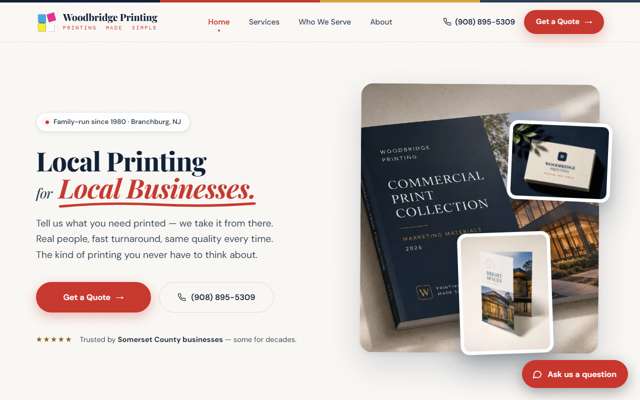 Woodbridge Printing
PRINTING MADE SIMPLE
Home
Services
Who We Serve
About
(908) 895-5309
Get a Quote →
Family-run since 1980 · Branchburg, NJ
Local Printing
for Local Businesses.
Tell us what you need printed — we take it from there.
Real people, fast turnaround, same quality every time.
The kind of printing you never have to think about.
Get a Quote →
(908) 895-5309
★★★★★ Trusted by Somerset County businesses — some for decades.
WOODBRIDGE
PRINTING
COMMERCIAL
PRINT
COLLECTION
MARKETING MATERIALS
2026
W
WOODBRIDGE
BRIGHT
SPACES
Ask us a question